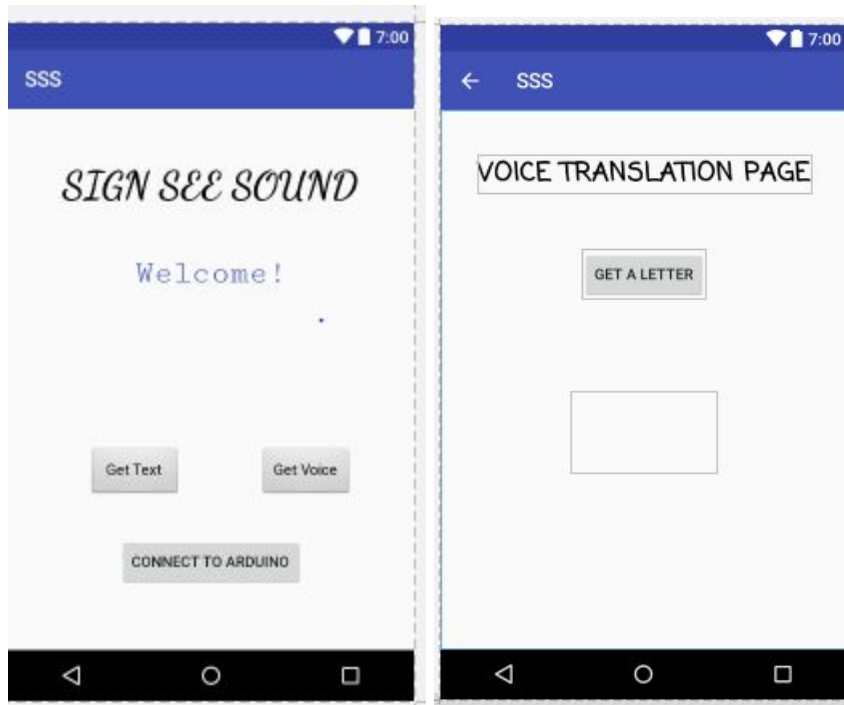 7:00
SSS
SIGN SEE SOUND
Welcome!
Get Text
Get Voice
CONNECT TO ARDUINO
7:00
SSS
VOICE TRANSLATION PAGE
GET A LETTER